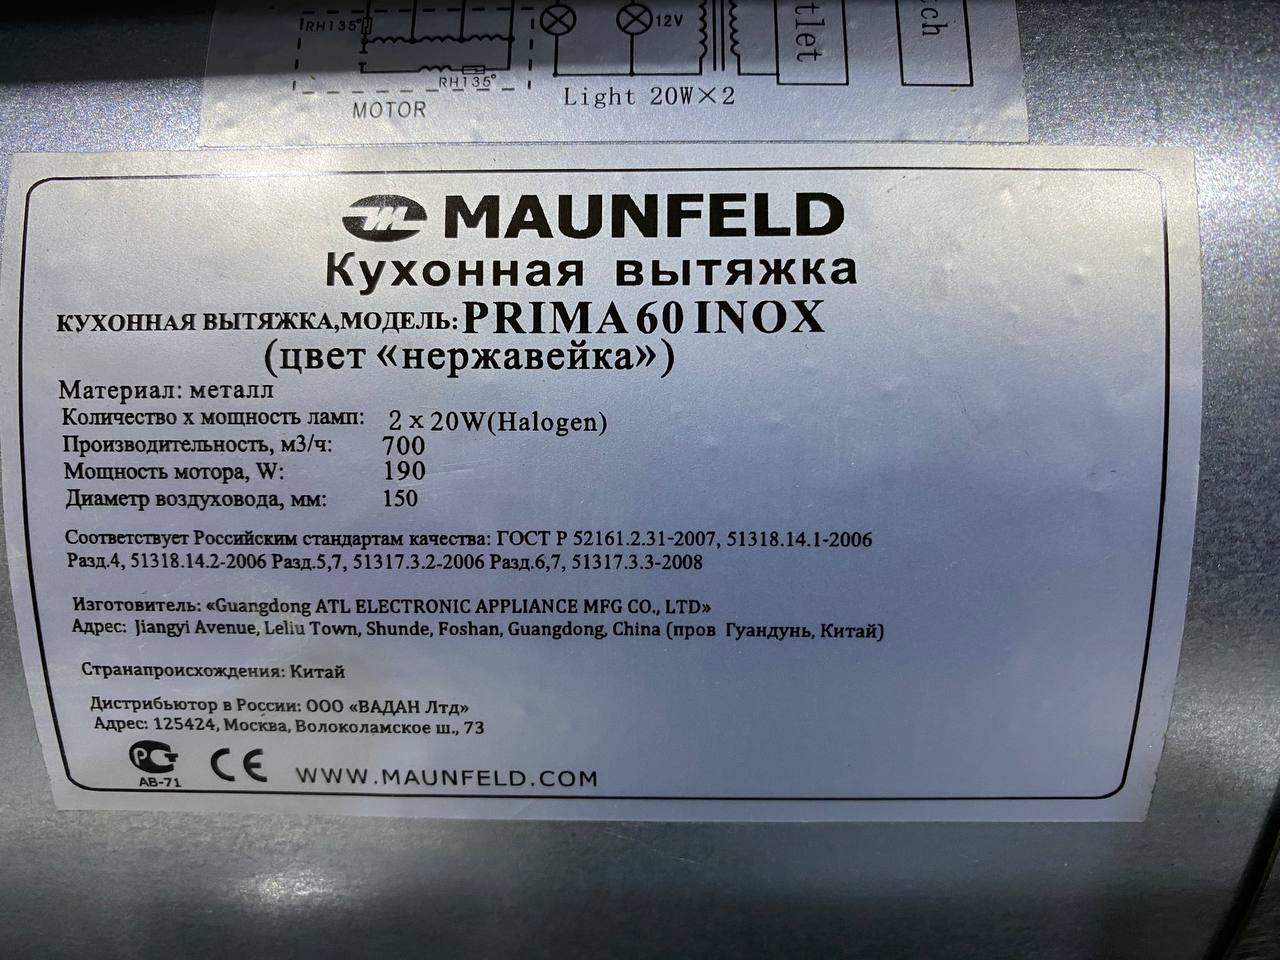 RH135°
12V
tlet
tch
RH135°
MOTOR
Light 20W×2
MAUNFELD
Кухонная вытяжка
КУХОННАЯ ВЫТЯЖКА,МОДЕЛЬ: PRIMA 60 INOX
(цвет «нержавейка»)
Материал: металл
Количество х мощность ламп: 2 x 20W(Halogen)
Производительность, м3/ч: 700
Мощность мотора, W: 190
Диаметр воздуховода, мм: 150
Соответствует Российским стандартам качества: ГОСТ Р 52161.2.31-2007, 51318.14.1-2006
Разд.4, 51318.14.2-2006 Разд.5,7, 51317.3.2-2006 Разд.6,7, 51317.3.3-2008
Изготовитель: «Guangdong ATL ELECTRONIC APPLIANCE MFG CO., LTD»
Адрес: Jiangyi Avenue, Leliu Town, Shunde, Foshan, Guangdong, China (пров Гуандунь, Китай)
Странапроисхождения: Китай
Дистрибьютор в России: ООО «ВАДАН Лтд»
Адрес: 125424, Москва, Волоколамское ш., 73
РСТ CE WWW.MAUNFELD.COM
АВ-71